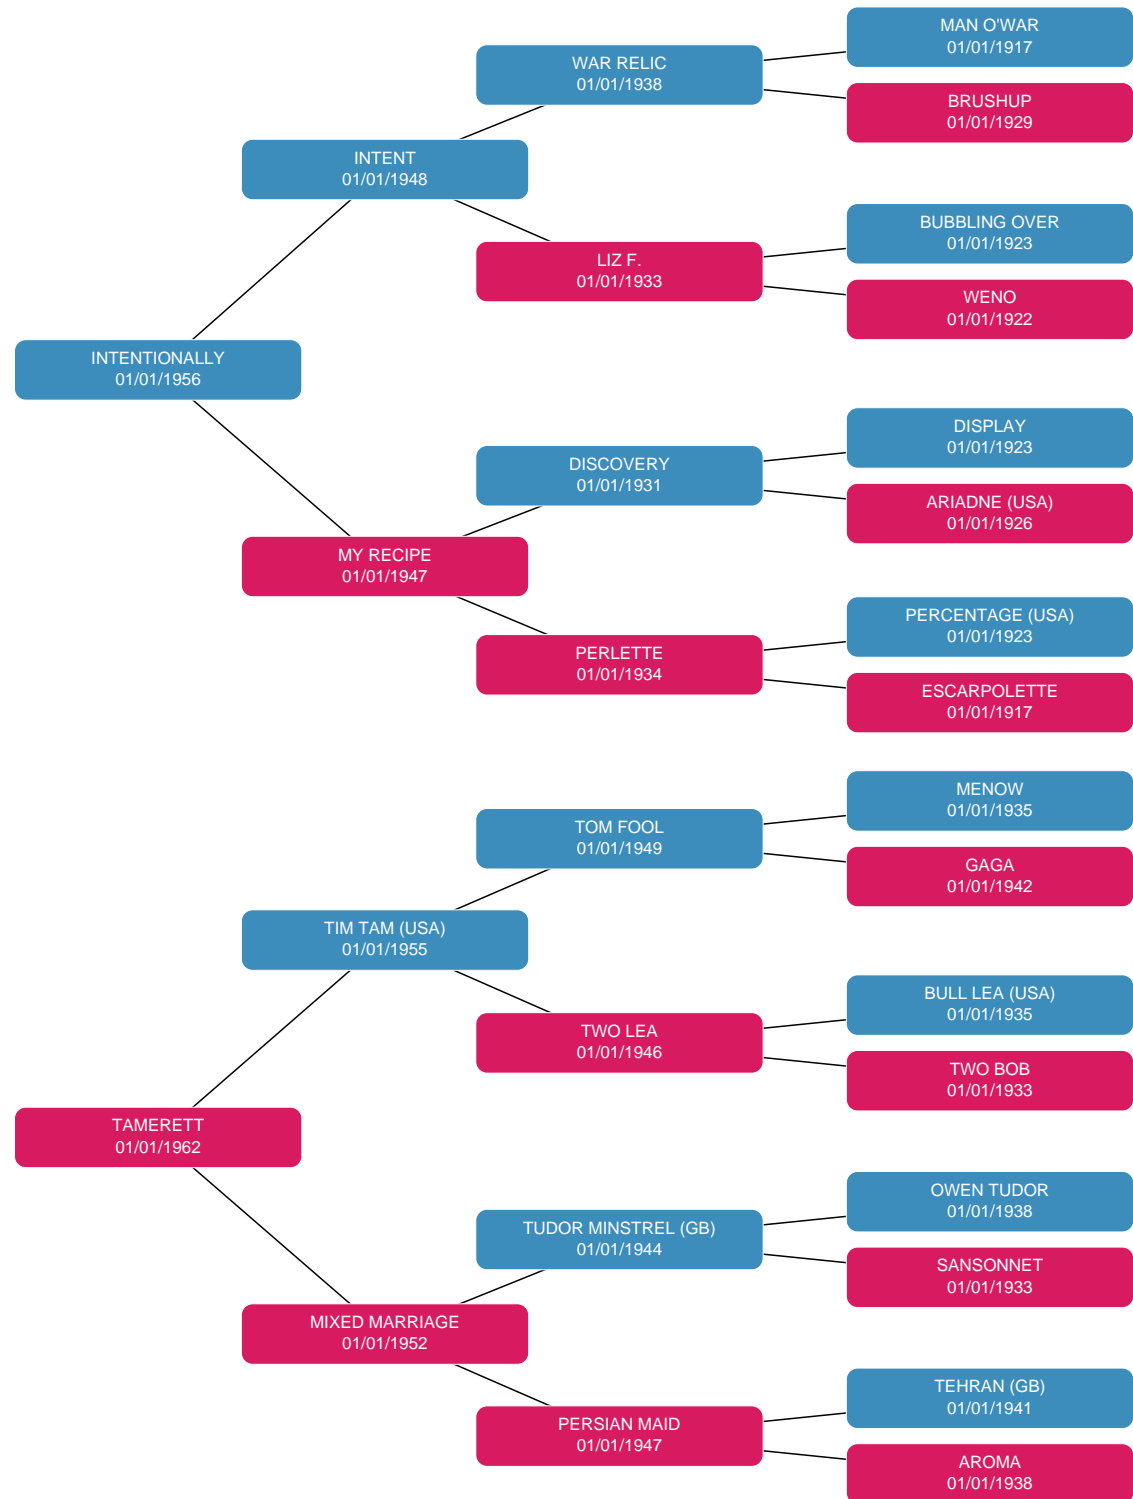 MAN O'WAR
01/01/1917
WAR RELIC
01/01/1938
BRUSHUP
01/01/1929
INTENT
01/01/1948
BUBBLING OVER
01/01/1923
LIZ F.
01/01/1933
WENO
01/01/1922
INTENTIONALLY
01/01/1956
DISPLAY
01/01/1923
DISCOVERY
01/01/1931
ARIADNE (USA)
01/01/1926
MY RECIPE
01/01/1947
PERCENTAGE (USA)
01/01/1923
PERLETTE
01/01/1934
ESCARPOLETTE
01/01/1917
MENOW
01/01/1935
TOM FOOL
01/01/1949
GAGA
01/01/1942
TIM TAM (USA)
01/01/1955
BULL LEA (USA)
01/01/1935
TWO LEA
01/01/1946
TWO BOB
01/01/1933
TAMERETT
01/01/1962
OWEN TUDOR
01/01/1938
TUDOR MINSTREL (GB)
01/01/1944
SANSONNET
01/01/1933
MIXED MARRIAGE
01/01/1952
TEHRAN (GB)
01/01/1941
PERSIAN MAID
01/01/1947
AROMA
01/01/1938